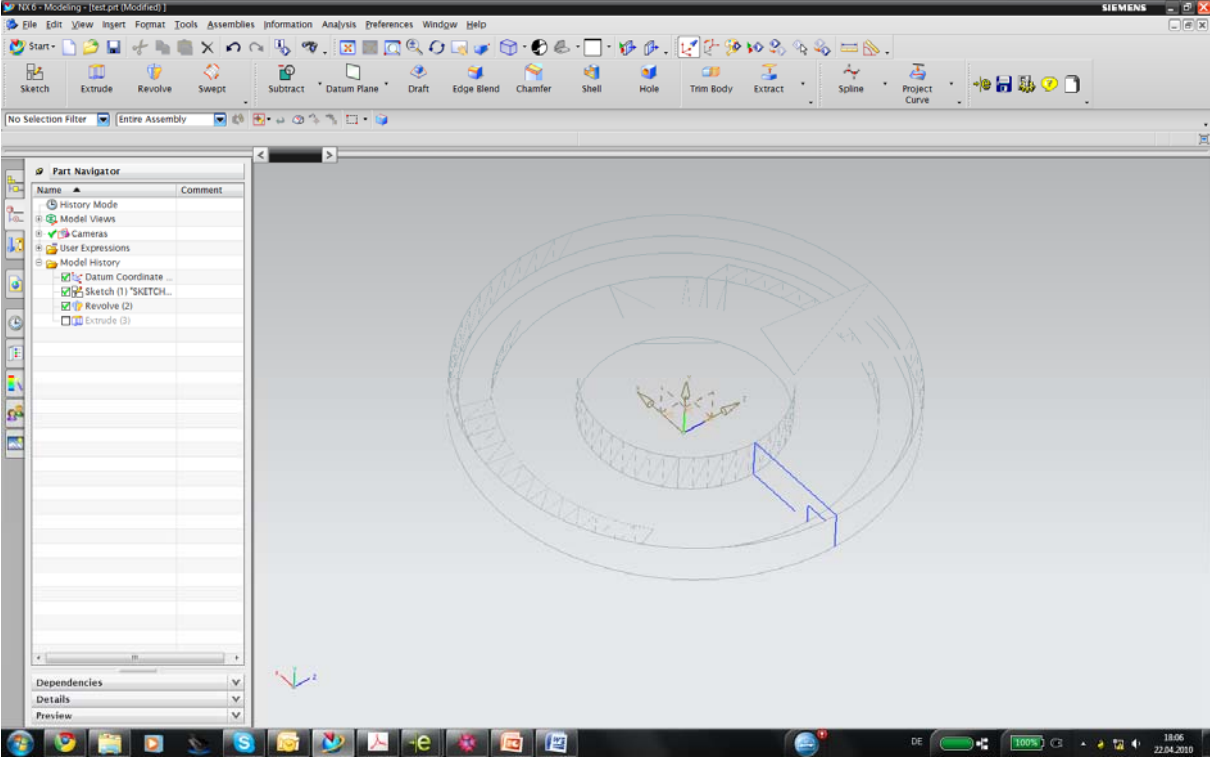 NX 6 - Modeling - [test.prt (Modified) ]
SIEMENS
File Edit View Insert Format Tools Assemblies Information Analysis Preferences Window Help
Start
Sketch Extrude Revolve Swept Subtract Datum Plane Draft Edge Blend Chamfer Shell Hole Trim Body Extract Spline Project Curve
No Selection Filter Entire Assembly
Part Navigator
Name Comment
History Mode
Model Views
Cameras
User Expressions
Model History
Datum Coordinate ...
Sketch (1) "SKETCH...
Revolve (2)
Extrude (3)
Dependencies
Details
Preview
DE 100% 18:06
22.04.2010